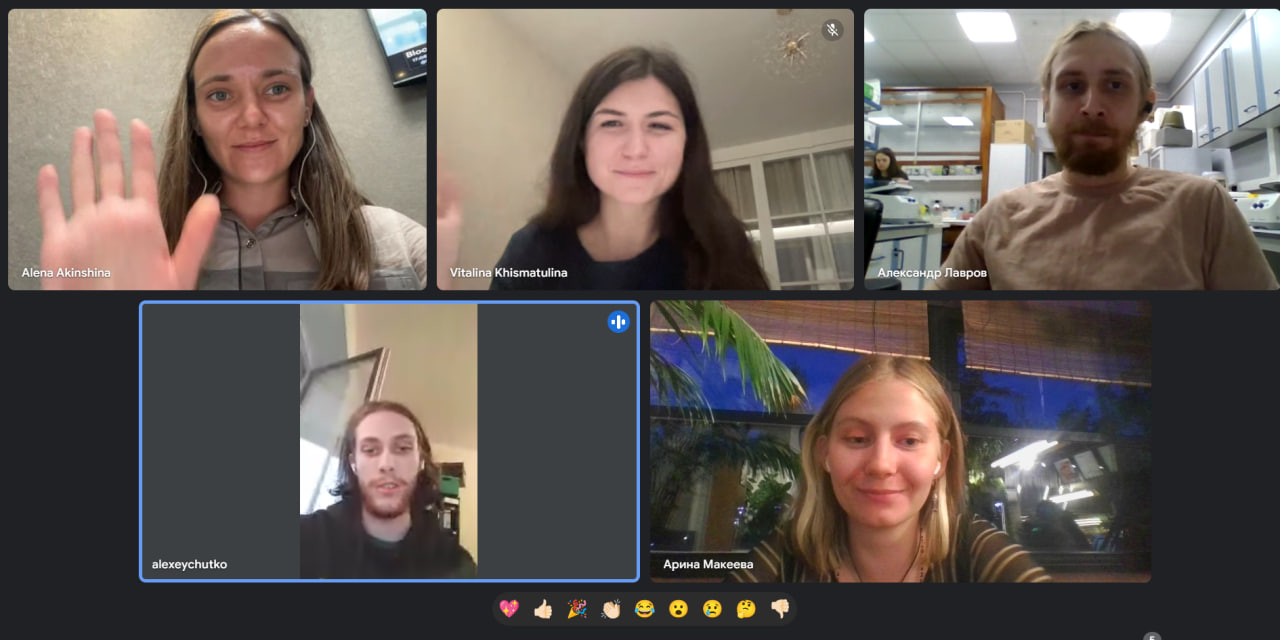 Alena Akinshina
Vitalina Khismatulina
Александр Лавров
alexeychutko
Арина Макеева